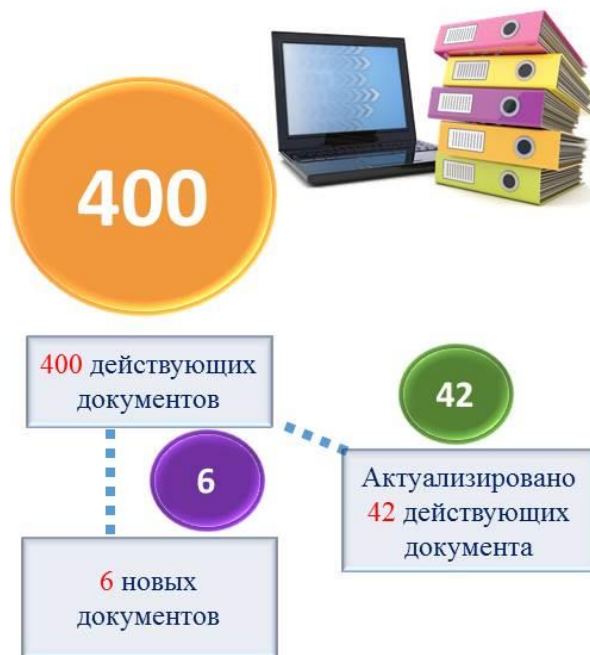 400
400 действующих
документов
42
6
Актуализировано
42 действующих
документа
6 новых
документов